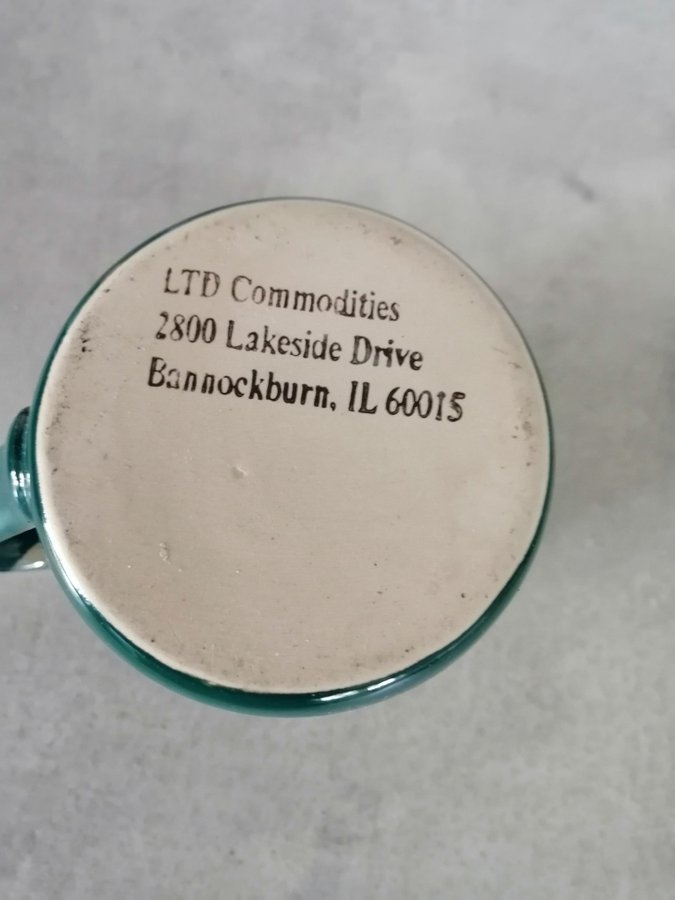 LTD Commodities
2800 Lakeside Drive
Bannockburn, IL 60015